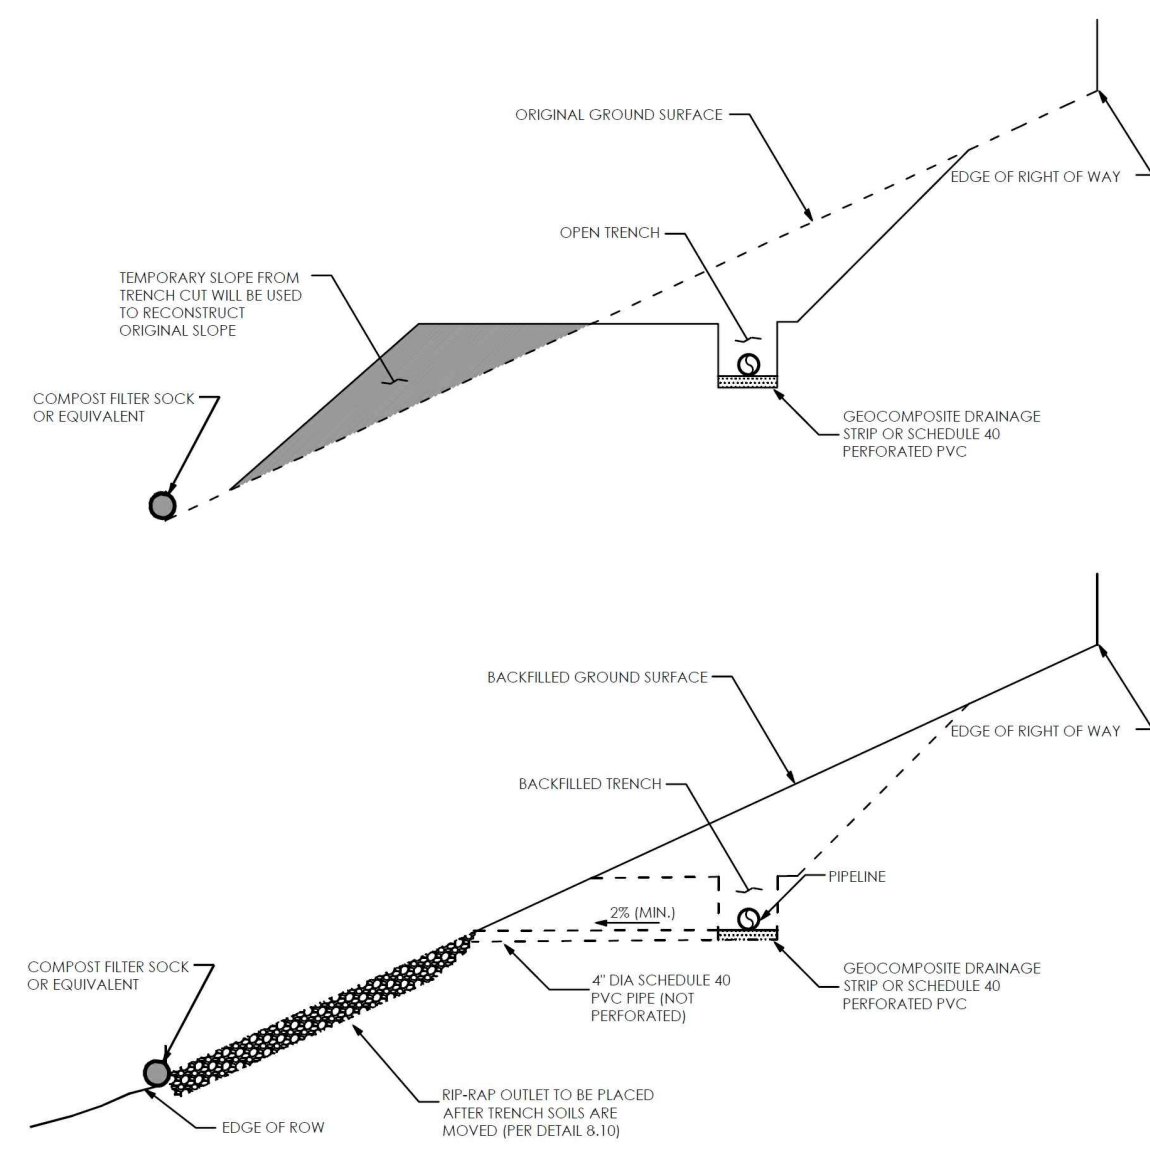 ORIGINAL GROUND SURFACE
EDGE OF RIGHT OF WAY
OPEN TRENCH
TEMPORARY SLOPE FROM
TRENCH CUT WILL BE USED
TO RECONSTRUCT
ORIGINAL SLOPE
COMPOST FILTER SOCK
OR EQUIVALENT
GEOCOMPOSITE DRAINAGE
STRIP OR SCHEDULE 40
PERFORATED PVC
BACKFILLED GROUND SURFACE
EDGE OF RIGHT OF WAY
BACKFILLED TRENCH
PIPELINE
2% (MIN.)
COMPOST FILTER SOCK
OR EQUIVALENT
4" DIA SCHEDULE 40
PVC PIPE (NOT
PERFORATED)
GEOCOMPOSITE DRAINAGE
STRIP OR SCHEDULE 40
PERFORATED PVC
RIP-RAP OUTLET TO BE PLACED
AFTER TRENCH SOILS ARE
MOVED (PER DETAIL 8.10)
EDGE OF ROW